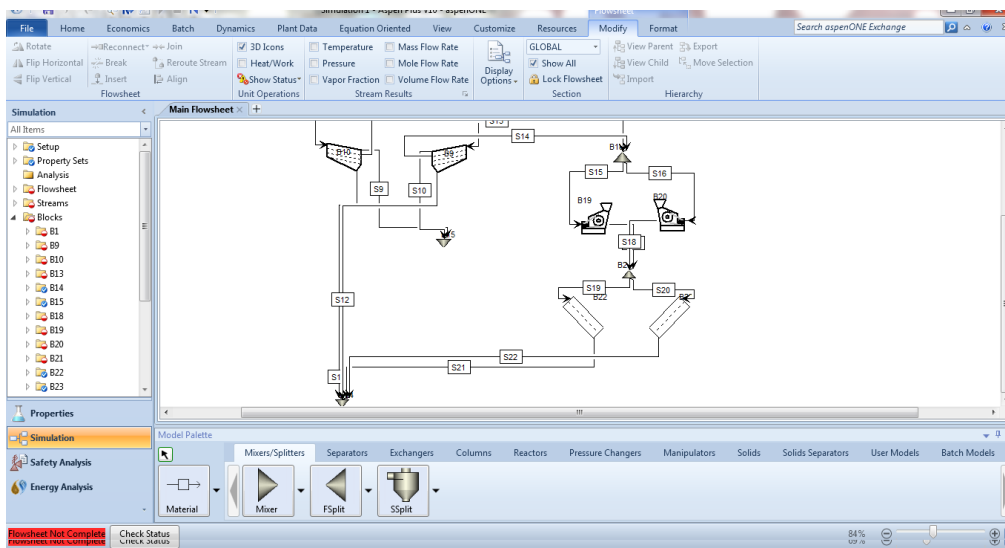 Simulation 1 - Aspen Plus V10 - aspenONE
Flowsheet
File Home Economics Batch Dynamics Plant Data Equation Oriented View Customize Resources Modify Format
Search aspenONE Exchange
Rotate Reconnect Join
Flip Horizontal Break Reroute Stream
Flip Vertical Insert Align
Flowsheet
3D Icons
Heat/Work
Show Status
Unit Operations
Temperature Mass Flow Rate
Pressure Mole Flow Rate
Vapor Fraction Volume Flow Rate
Stream Results
Display
Options
GLOBAL
Show All
Lock Flowsheet
Section
View Parent Export
View Child Move Selection
Import
Hierarchy
Simulation
All Items
Setup
Property Sets
Analysis
Flowsheet
Streams
Blocks
B1
B9
B10
B13
B14
B15
B18
B19
B20
B21
B22
B23
Properties
Simulation
Safety Analysis
Energy Analysis
Main Flowsheet
S14
B10
B9
S15
S16
S9
S10
B19
B20
S18
S19
B22
S20
S12
S22
S21
S1
Model Palette
Mixers/Splitters Separators Exchangers Columns Reactors Pressure Changers Manipulators Solids Solids Separators User Models Batch Models
Material Mixer FSplit SSplit
Flowsheet Not Complete
Check Status
84%